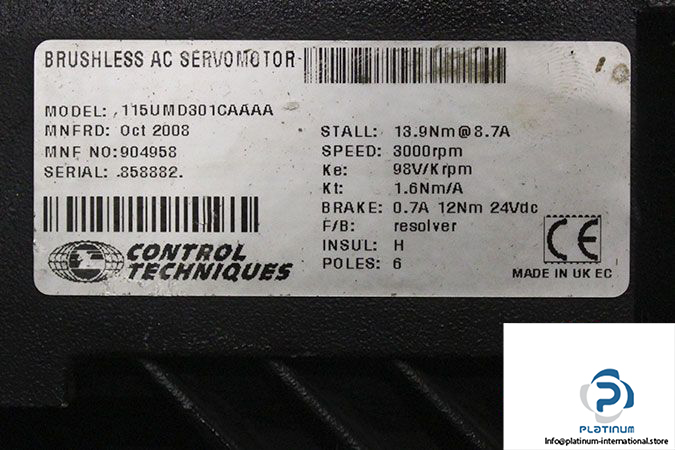 BRUSHLESS AC SERVOMOTOR
MODEL: 115UMD301CAAAA
MNFRD: Oct 2008
MNF NO:904958
SERIAL: 858882.
CONTROL
TECHNIQUES
STALL: 13.9Nm@8.7A
SPEED: 3000rpm
Ke: 98V/Krpm
Kt: 1.6Nm/A
BRAKE: 0.7A 12Nm 24Vdc
F/B: resolver
INSUL: H
POLES: 6
CE
MADE IN UK EC
PLATINUM
Info@platinum-international.store